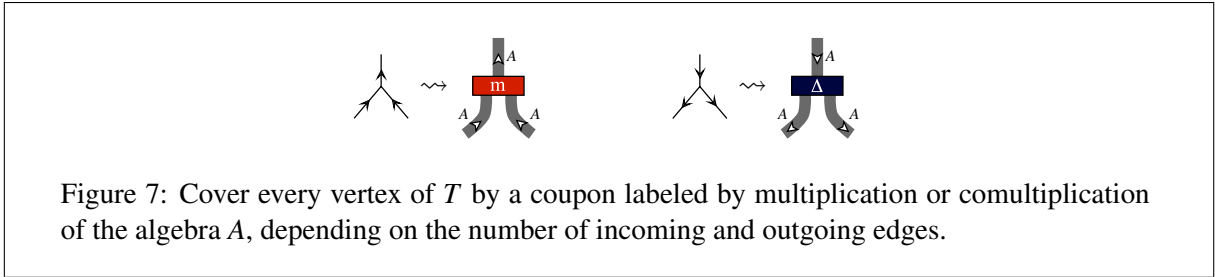 A A
m Δ
A A A A
Figure 7: Cover every vertex of T by a coupon labeled by multiplication or comultiplication
of the algebra A, depending on the number of incoming and outgoing edges.